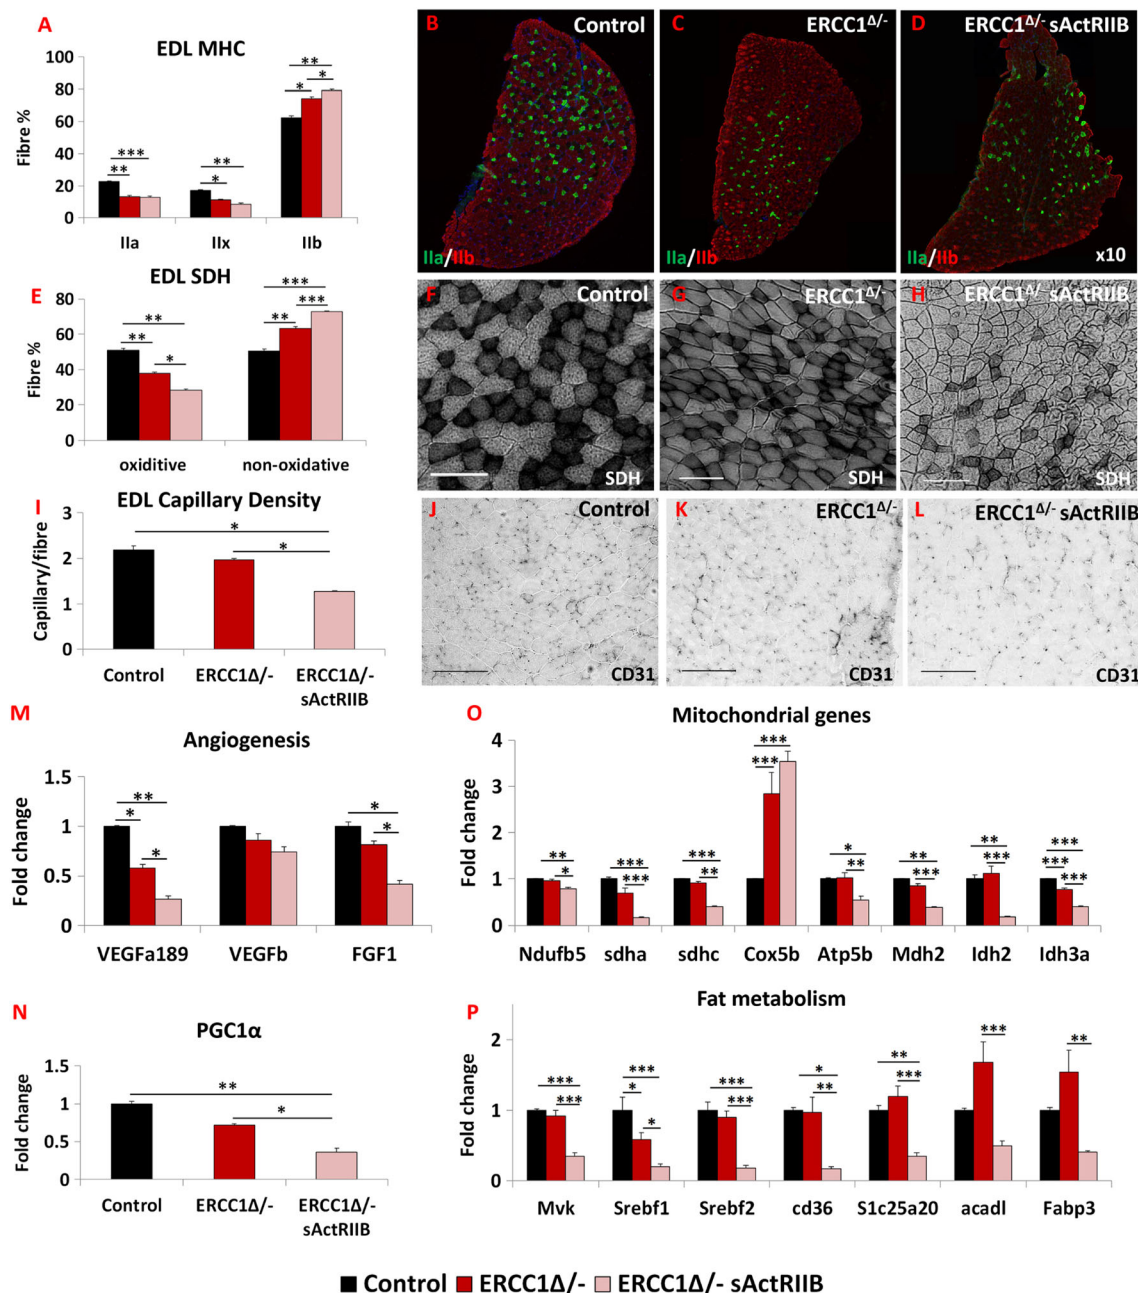 A
EDL MHC
Fibre %
100
80
60
40
20
0
***
**
**
*
**
*
*
IIa
IIx
IIb
B
Control
IIa/IIb
C
ERCC1Δ/-
IIa/IIb
D
ERCC1Δ/- sActRIIB
IIa/IIb
x10
E
EDL SDH
Fibre %
80
60
40
20
0
**
**
*
***
***
**
oxiditive
non-oxidative
F
Control
SDH
G
ERCC1Δ/-
SDH
H
ERCC1Δ/- sActRIIB
SDH
I
EDL Capillary Density
Capillary/fibre
3
2
1
0
*
*
Control
ERCC1Δ/-
ERCC1Δ/-
sActRIIB
J
Control
CD31
K
ERCC1Δ/-
CD31
L
ERCC1Δ/- sActRIIB
CD31
M
Angiogenesis
Fold change
1.5
1
0.5
0
**
*
*
*
*
VEGFa189
VEGFb
FGF1
O
Mitochondrial genes
Fold change
4
3
2
1
0
**
*
***
***
***
**
***
***
*
**
**
***
**
***
***
***
***
Ndufb5
sdha
sdhc
Cox5b
Atp5b
Mdh2
Idh2
Idh3a
N
PGC1α
Fold change
1.5
1
0.5
0
**
*
Control
ERCC1Δ/-
ERCC1Δ/-
sActRIIB
P
Fat metabolism
Fold change
2
1
0
***
***
***
*
*
***
***
*
**
**
***
***
**
Mvk
Srebf1
Srebf2
cd36
S1c25a20
acadl
Fabp3
Control ERCC1Δ/- ERCC1Δ/- sActRIIB